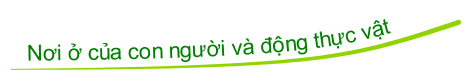 Nơi ở của con người và động thực vật